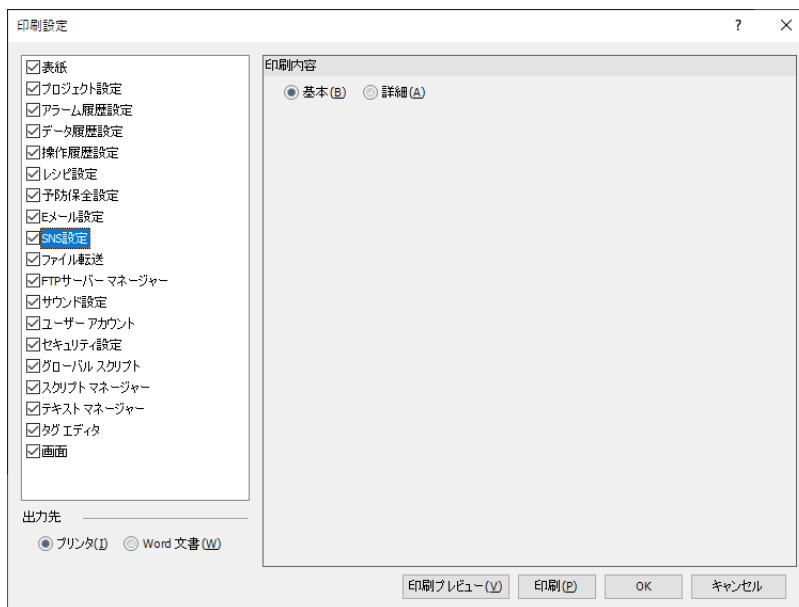 印刷設定
?
表紙
プロジェクト設定
アラーム履歴設定
データ履歴設定
操作履歴設定
レシピ設定
予防保全設定
Eメール設定
SNS設定
ファイル転送
FTPサーバー マネージャー
サウンド設定
ユーザー アカウント
セキュリティ設定
グローバル スクリプト
スクリプト マネージャー
テキスト マネージャー
タグ エディタ
画面
出力先
プリンタ(I) Word 文書(W)
印刷内容
基本(B) 詳細(A)
印刷プレビュー(V) 印刷(P) OK キャンセル